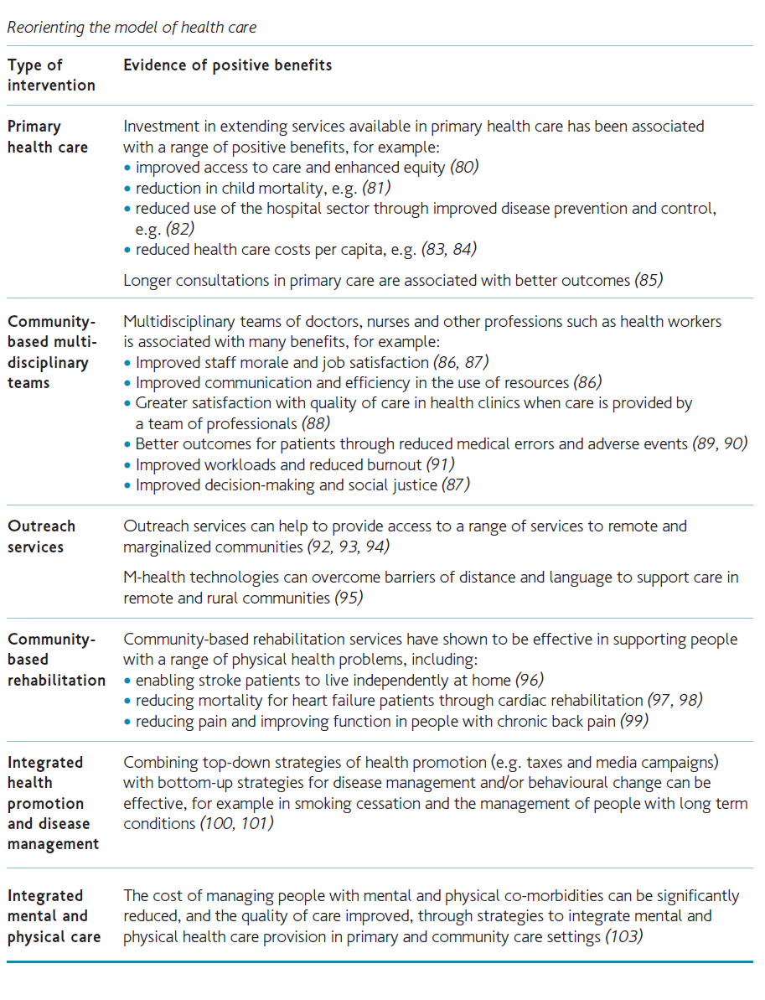 Reorienting the model of health care
Type of
intervention
Evidence of positive benefits
Primary
health care
Investment in extending services available in primary health care has been associated
with a range of positive benefits, for example:
• improved access to care and enhanced equity (80)
• reduction in child mortality, e.g. (81)
• reduced use of the hospital sector through improved disease prevention and control,
e.g. (82)
• reduced health care costs per capita, e.g. (83, 84)
Longer consultations in primary care are associated with better outcomes (85)
Community-
based multi-
disciplinary
teams
Multidisciplinary teams of doctors, nurses and other professions such as health workers
is associated with many benefits, for example:
• Improved staff morale and job satisfaction (86, 87)
• Improved communication and efficiency in the use of resources (86)
• Greater satisfaction with quality of care in health clinics when care is provided by
a team of professionals (88)
• Better outcomes for patients through reduced medical errors and adverse events (89, 90)
• Improved workloads and reduced burnout (91)
• Improved decision-making and social justice (87)
Outreach
services
Outreach services can help to provide access to a range of services to remote and
marginalized communities (92, 93, 94)
M-health technologies can overcome barriers of distance and language to support care in
remote and rural communities (95)
Community-
based
rehabilitation
Community-based rehabilitation services have shown to be effective in supporting people
with a range of physical health problems, including:
• enabling stroke patients to live independently at home (96)
• reducing mortality for heart failure patients through cardiac rehabilitation (97, 98)
• reducing pain and improving function in people with chronic back pain (99)
Integrated
health
promotion
and disease
management
Combining top-down strategies of health promotion (e.g. taxes and media campaigns)
with bottom-up strategies for disease management and/or behavioural change can be
effective, for example in smoking cessation and the management of people with long term
conditions (100, 101)
Integrated
mental and
physical care
The cost of managing people with mental and physical co-morbidities can be significantly
reduced, and the quality of care improved, through strategies to integrate mental and
physical health care provision in primary and community care settings (103)